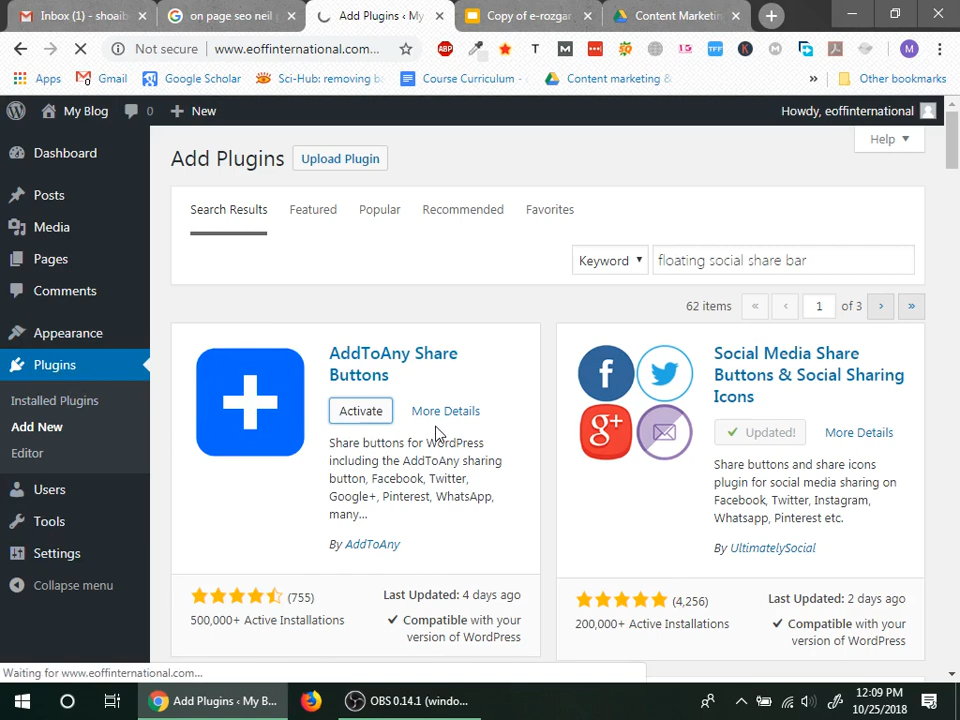 Inbox (1) - shoaib
on page seo neil
Add Plugins ‹ My
Copy of e-rozgar
Content Marketin
Not secure
www.eoffinternational.com...
ABP
T
M
TFF
K
M
M
Apps
Gmail
Google Scholar
Sci-Hub: removing ba
Course Curriculum -
Content marketing &
»
Other bookmarks
My Blog
0
New
Howdy, eoffinternational
Help
Dashboard
Posts
Media
Pages
Comments
Appearance
Plugins
Installed Plugins
Add New
Editor
Users
Tools
Settings
Collapse menu
Add Plugins
Upload Plugin
Search Results
Featured
Popular
Recommended
Favorites
Keyword
floating social share bar
62 items
«
‹
1
of 3
›
»
AddToAny Share
Buttons
Activate
More Details
Share buttons for WordPress
including the AddToAny sharing
button, Facebook, Twitter,
Google+, Pinterest, WhatsApp,
many...
By AddToAny
(755)
500,000+ Active Installations
Last Updated: 4 days ago
Compatible with your
version of WordPress
Social Media Share
Buttons & Social Sharing
Icons
Updated!
More Details
Share buttons and share icons
plugin for social media sharing on
Facebook, Twitter, Instagram,
Whatsapp, Pinterest etc.
By UltimatelySocial
(4,256)
200,000+ Active Installations
Last Updated: 2 days ago
Compatible with your
version of WordPress
Waiting for www.eoffinternational.com...
Add Plugins ‹ My B...
OBS 0.14.1 (windo...
12:09 PM
10/25/2018